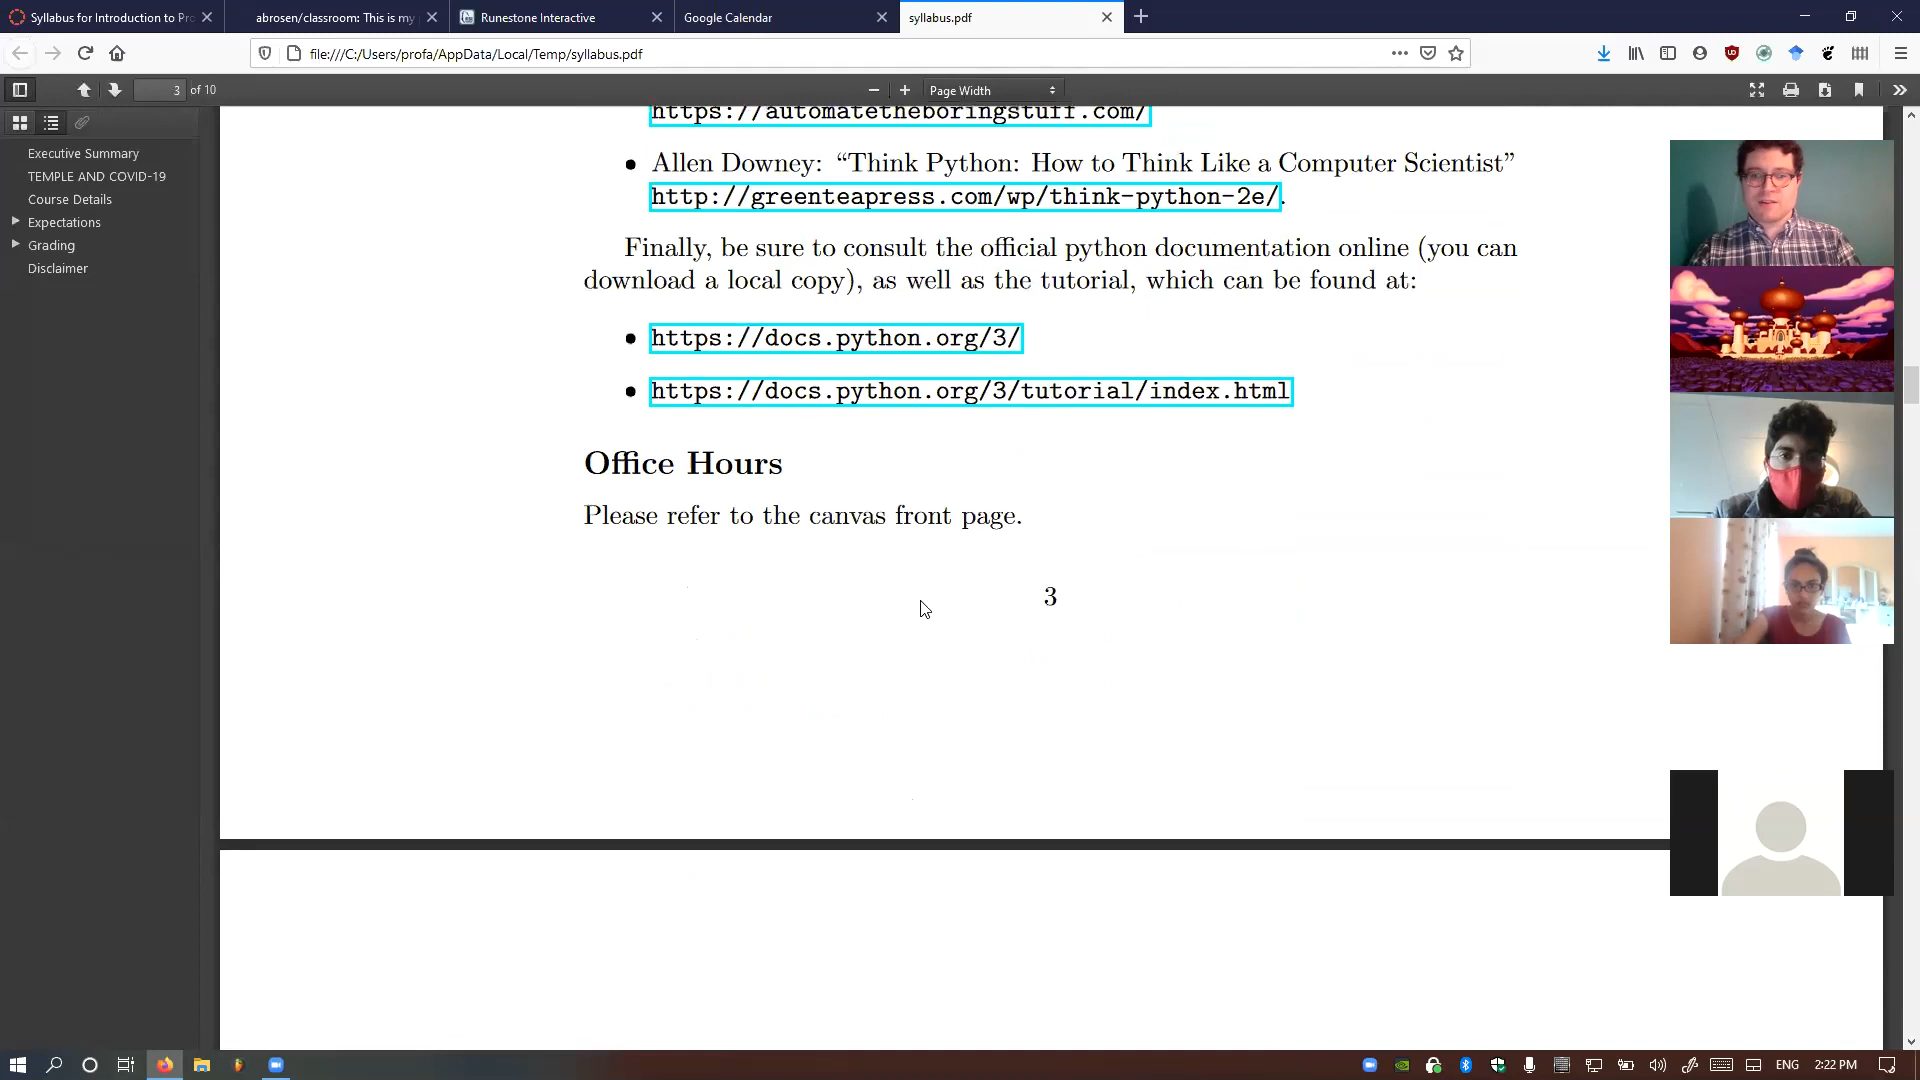 Syllabus for Introduction to Pro
abrosen/classroom: This is my
Runestone Interactive
Google Calendar
syllabus.pdf
file:///C:/Users/profa/AppData/Local/Temp/syllabus.pdf
3 of 10
Page Width
Executive Summary
TEMPLE AND COVID-19
Course Details
Expectations
Grading
Disclaimer
https://automatetheboringstuff.com/
• Allen Downey: “Think Python: How to Think Like a Computer Scientist”
http://greenteapress.com/wp/think-python-2e/.
Finally, be sure to consult the official python documentation online (you can
download a local copy), as well as the tutorial, which can be found at:
• https://docs.python.org/3/
• https://docs.python.org/3/tutorial/index.html
Office Hours
Please refer to the canvas front page.
3
ENG
2:22 PM